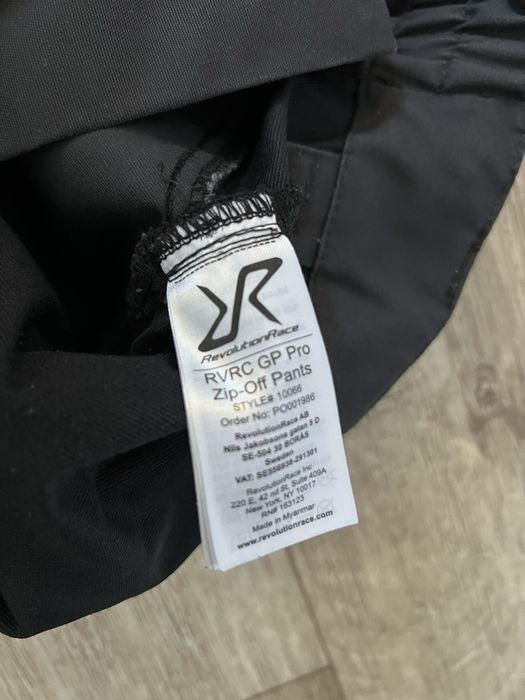 RevolutionRace
RVRC GP Pro
Zip-Off Pants
STYLE# 10066
Order No: PO001986
RevolutionRace AB
Nils Jakobsons gatan 5 D
SE-504 30 BORÅS
Sweden
VAT: SE556938-291301
RevolutionRace Inc
220 E. 42 nd St, Suite 409A
New York, NY 10017
RN# 163123
Made in Myanmar
www.revolutionrace.com